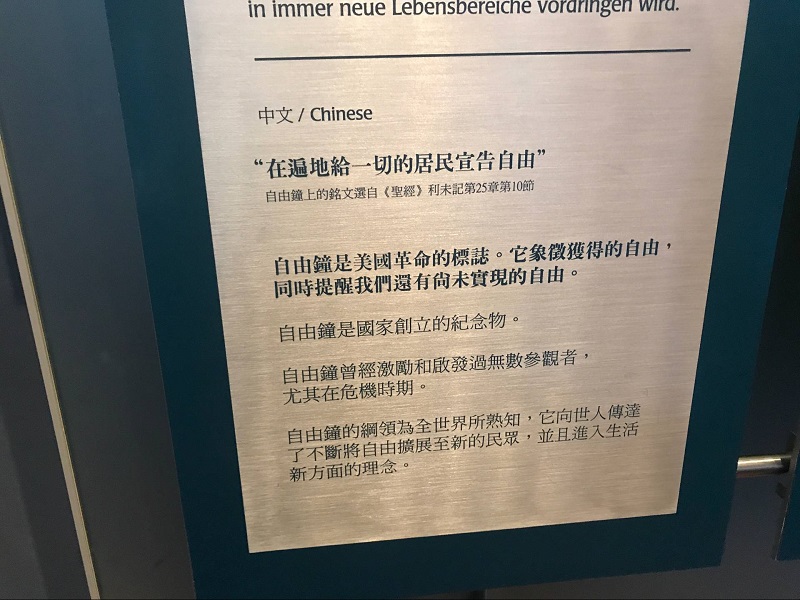 in immer neue Lebensbereiche vordringen wird.
中文 / Chinese
“在遍地給一切的居民宣告自由”
自由鐘上的銘文選自《聖經》利未記第25章第10節
自由鐘是美國革命的標誌。它象徵獲得的自由，
同時提醒我們還有尚未實現的自由。
自由鐘是國家創立的紀念物。
自由鐘曾經激勵和啟發過無數參觀者，
尤其在危機時期。
自由鐘的綱領為全世界所熟知，它向世人傳達
了不斷將自由擴展至新的民眾，並且進入生活
新方面的理念。